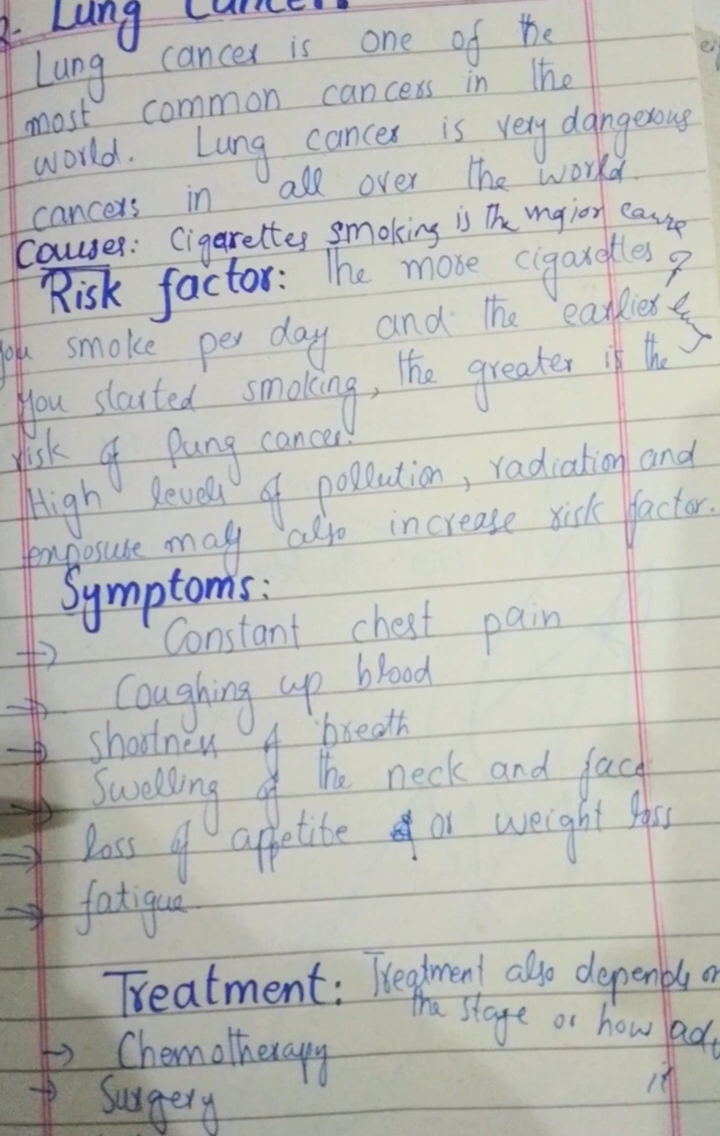 2- Lung Cancer.
Lung cancer is one of the
most common cancers in the
world. Lung cancer is very dangerous
cancers in all over the world.
Causes: Cigarettes smoking is the major cause
Risk factor: The more cigarettes of
you smoke per day and the earlier lung
you started smoking, the greater is the
risk of lung cancer.
High levels of pollution, radiation and
exposure may also increase risk factor.
Symptoms:
→ Constant chest pain
→ Coughing up blood
→ shortness of breath
→ Swelling of the neck and face
→ loss of appetite or weight loss
→ fatigue
Treatment: Treatment also depends on
the stage or how
→ Chemotherapy
it
→ Surgery